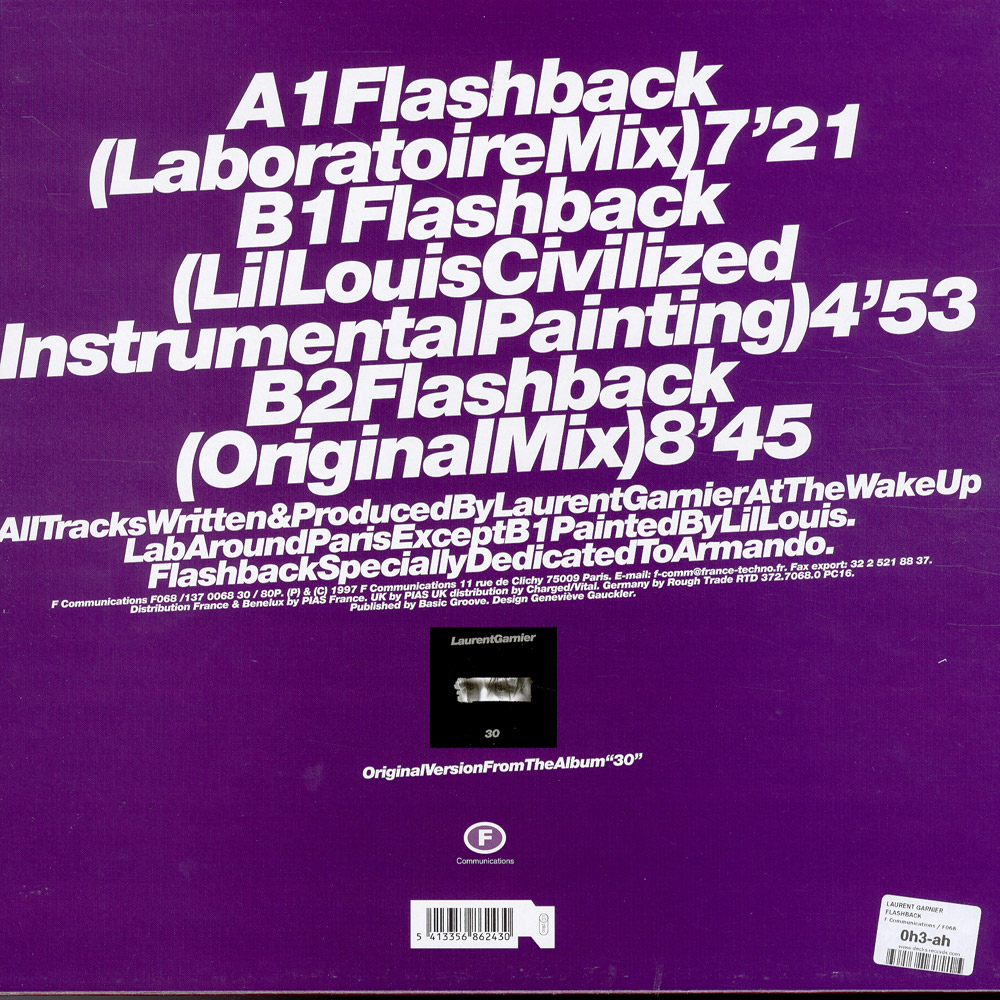 A1Flashback
(LaboratoireMix)7’21
B1Flashback
(LilLouisCivilized
InstrumentalPainting)4’53
B2Flashback
(OriginalMix)8’45
AllTracksWritten&ProducedByLaurentGarnierAtTheWakeUp
LabAroundParisExceptB1PaintedByLilLouis.
FlashbackSpeciallyDedicatedToArmando.
F Communications F068 /137 0068 30 / 80P. (P) & (C) 1997 F Communications 11 rue de Clichy 75009 Paris. E-mail: f-comm@france-techno.fr. Fax export: 32 2 521 88 37.
Distribution France & Benelux by PIAS France. UK by PIAS UK distribution by Charged/Vital. Germany by Rough Trade RTD 372.7068.0 PC16.
Published by Basic Groove. Design Geneviève Gauckler.
LaurentGarnier
30
OriginalVersionFromTheAlbum“30”
F
Communications
5 413356 862430
LAURENT GARNIER
FLASHBACK
F Communications / F068
0h3-ah
www.decks-records.com